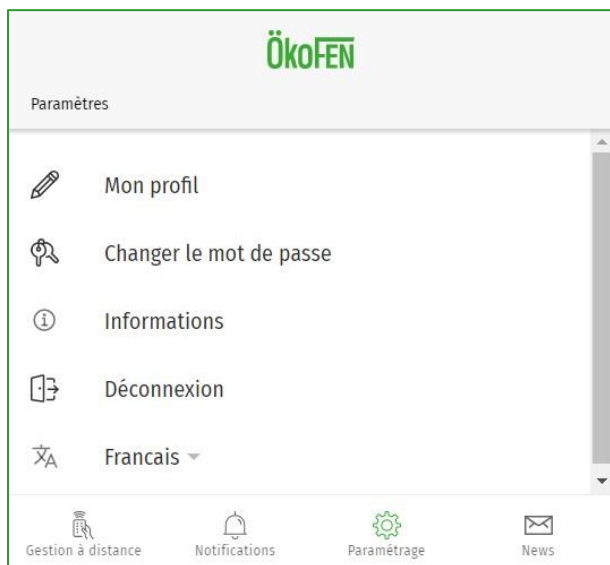 ÖkoFEN
Paramètres
Mon profil
Changer le mot de passe
Informations
Déconnexion
Francais
Gestion à distance
Notifications
Paramétrage
News